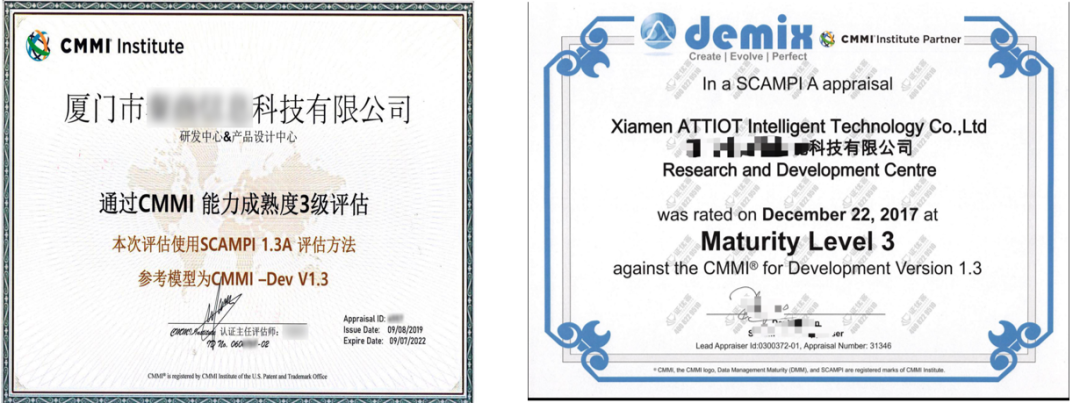 CMMI Institute
厦门市科技有限公司
研发中心&产品设计中心
通过CMMI 能力成熟度3级评估
本次评估使用SCAMPI 1.3A 评估方法
参考模型为CMMI –Dev V1.3
认证主任评估师:
Appraisal ID:
Issue Date: 09/08/2019
Expire Date: 09/07/2022
CMMI® is registered by CMMI Institute of the U.S. Patent and Trademark Office
demix
CMMI Institute Partner
Create | Evolve | Perfect
In a SCAMPI A appraisal
Xiamen ATTIOT Intelligent Technology Co.,Ltd
科技有限公司
Research and Development Centre
was rated on December 22, 2017 at
Maturity Level 3
against the CMMI® for Development Version 1.3
Lead Appraiser Id:0300372-01, Appraisal Number: 31346
® CMMI, the CMMI logo, Data Management Maturity (DMM), and SCAMPI are registered marks of CMMI Institute.